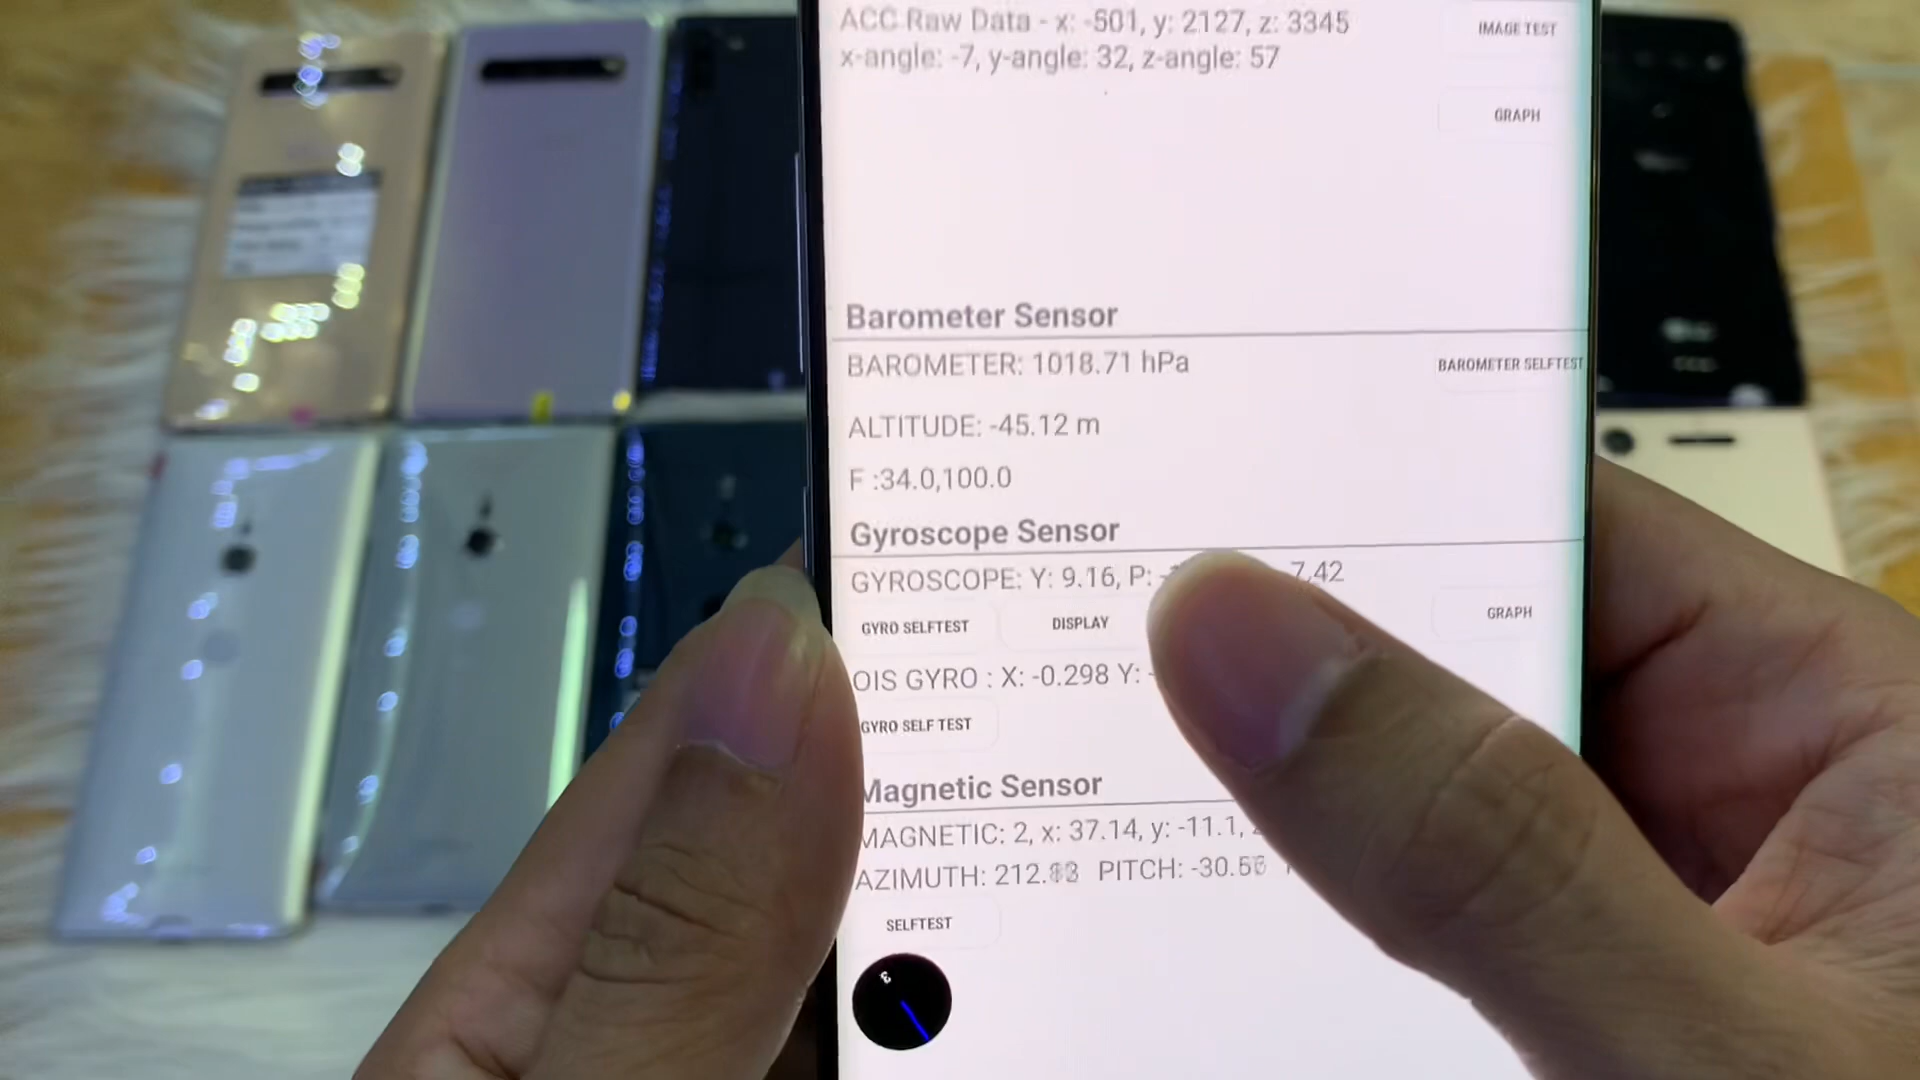 ACC Raw Data - x: -501, y: 2127, z: 3345
IMAGE TEST
x-angle: -7, y-angle: 32, z-angle: 57
GRAPH
Barometer Sensor
BAROMETER: 1018.71 hPa
BAROMETER SELFTEST
ALTITUDE: -45.12 m
F :34.0,100.0
Gyroscope Sensor
GYROSCOPE: Y: 9.16, P: 7.42
GYRO SELFTEST
DISPLAY
GRAPH
OIS GYRO : X: -0.298 Y: -
GYRO SELF TEST
Magnetic Sensor
MAGNETIC: 2, x: 37.14, y: -11.1,
AZIMUTH: PITCH:
SELFTEST
3